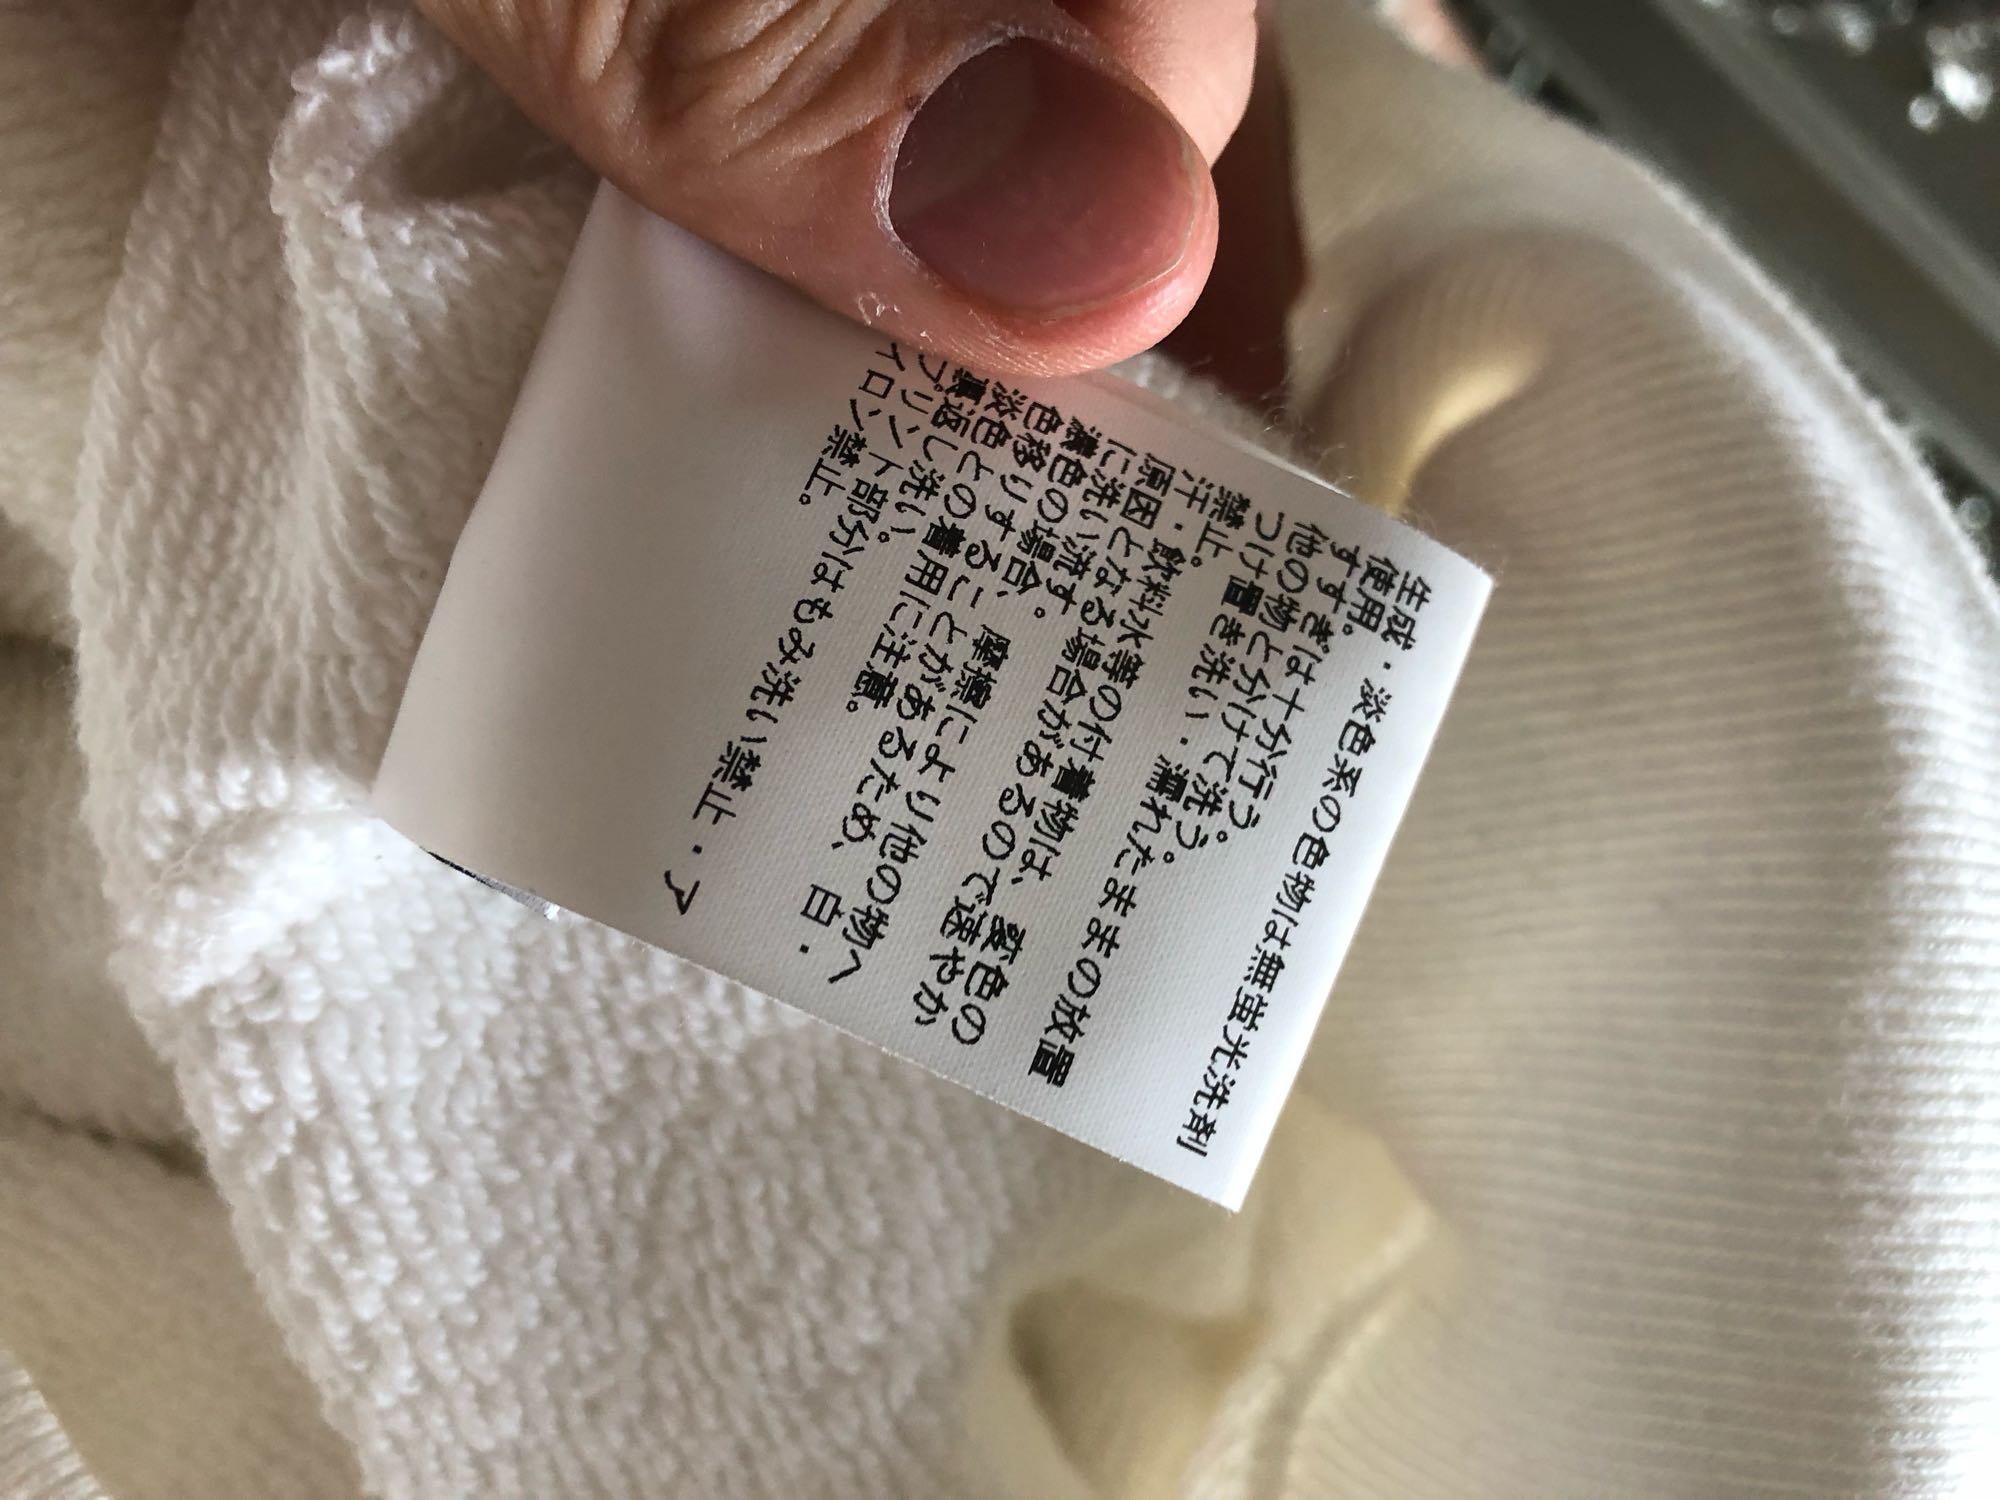 生成・淡色系の色物は無蛍光洗剤
使用。
すすぎは十分行う。
他の物と分けて洗う。
つけ置き洗い・濡れたままの放置
禁止。
汗・飲料水等の付着物は、変色の
原因となる場合があるので速やか
に洗い流す。
濃色の場合、摩擦により他の物へ
色移りすることがあるため、白・
淡色との着用に注意。
裏返し洗い。
プリント部分はもみ洗い禁止・ア
イロン禁止。